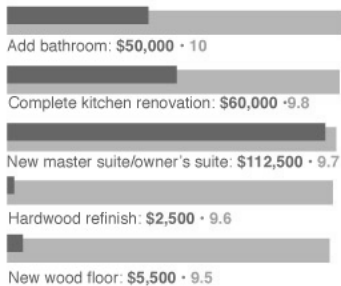 Add bathroom: $50,000 · 10
Complete kitchen renovation: $60,000 ·9.8
New master suite/owner's suite: $112,500 · 9.7
Hardwood refinish: $2,500 · 9.6
New wood floor: $5,500 · 9.5